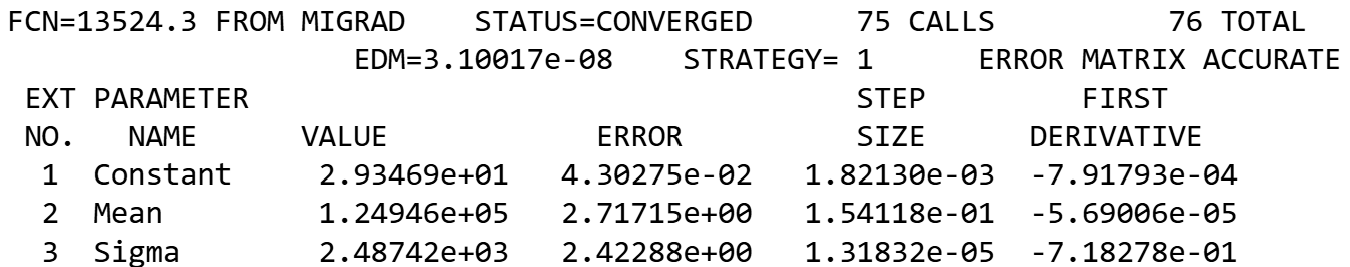 FCN=13524.3 FROM MIGRAD    STATUS=CONVERGED      75 CALLS          76 TOTAL
EDM=3.10017e-08    STRATEGY= 1      ERROR MATRIX ACCURATE
EXT PARAMETER                                   STEP         FIRST
NO.   NAME      VALUE            ERROR          SIZE      DERIVATIVE
1  Constant     2.93469e+01   4.30275e-02   1.82130e-03  -7.91793e-04
2  Mean         1.24946e+05   2.71715e+00   1.54118e-01  -5.69006e-05
3  Sigma        2.48742e+03   2.42288e+00   1.31832e-05  -7.18278e-01